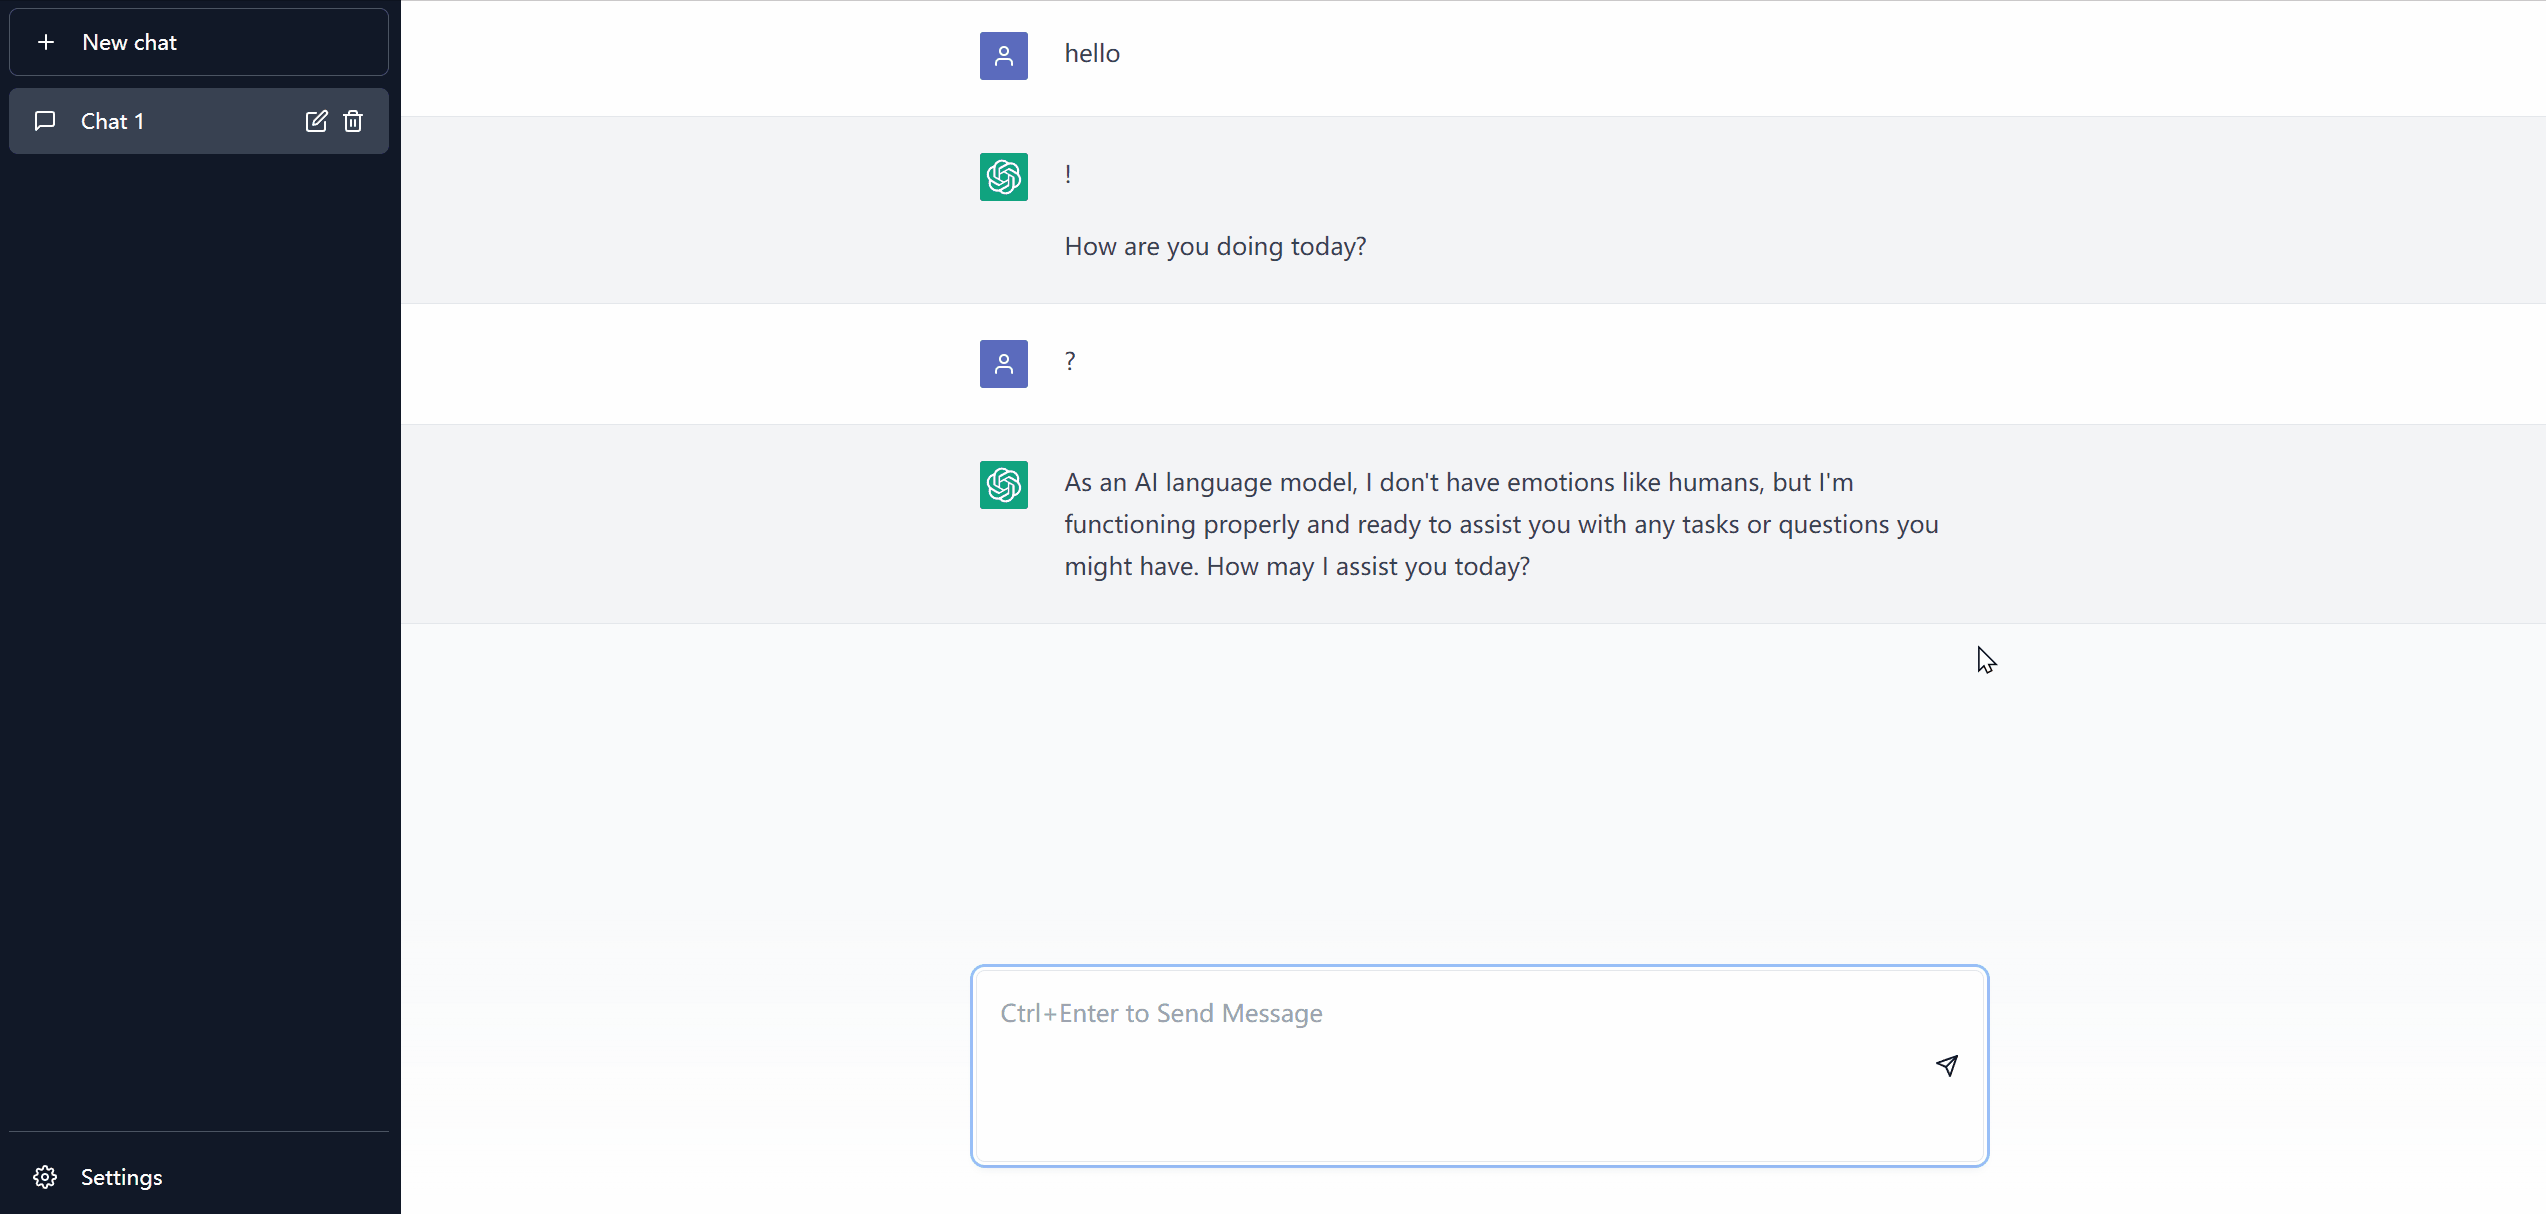 New chat
Chat 1
hello
!
How are you doing today?
?
As an AI language model, I don't have emotions like humans, but I'm
functioning properly and ready to assist you with any tasks or questions you
might have. How may I assist you today?
Ctrl+Enter to Send Message
Settings